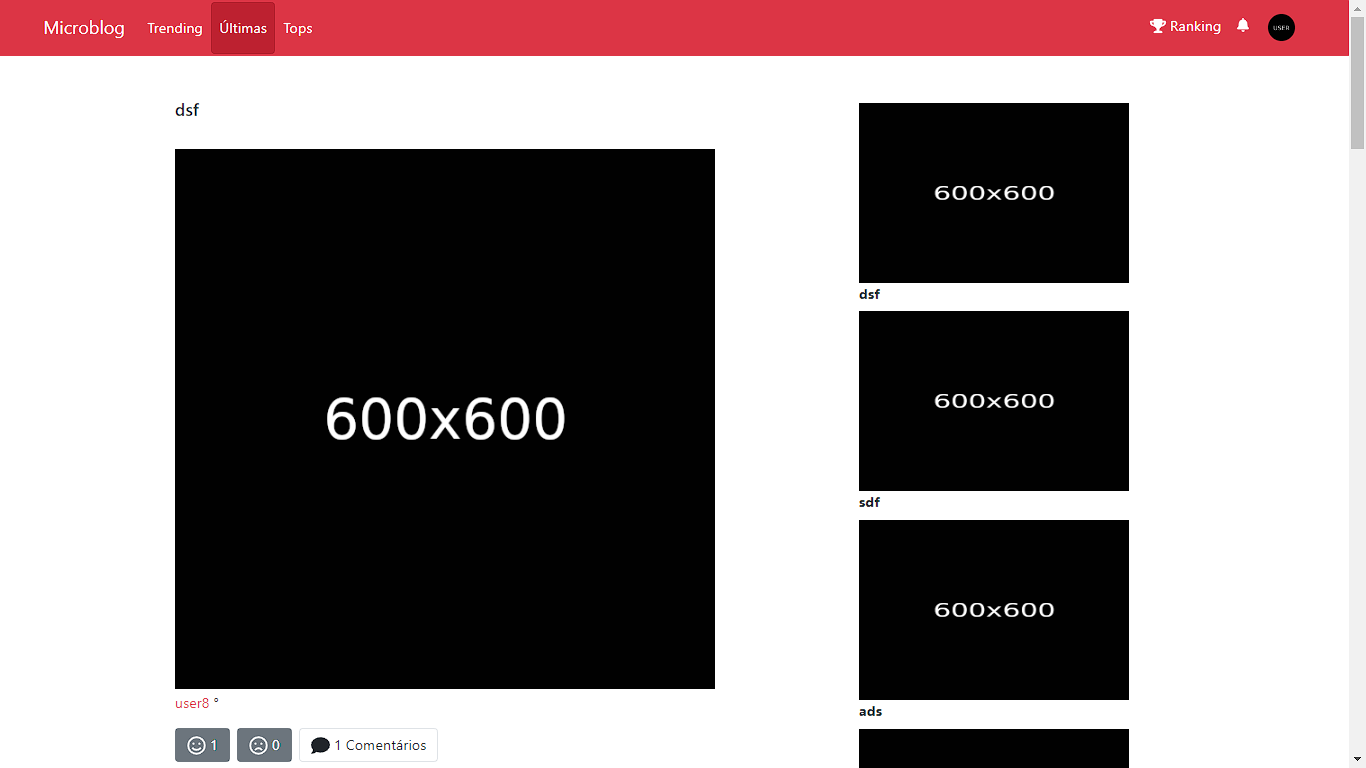 Microblog Trending Últimas Tops Ranking USER
dsf
600x600
user8 °
1 0 1 Comentários
600x600
dsf
600x600
sdf
600x600
ads